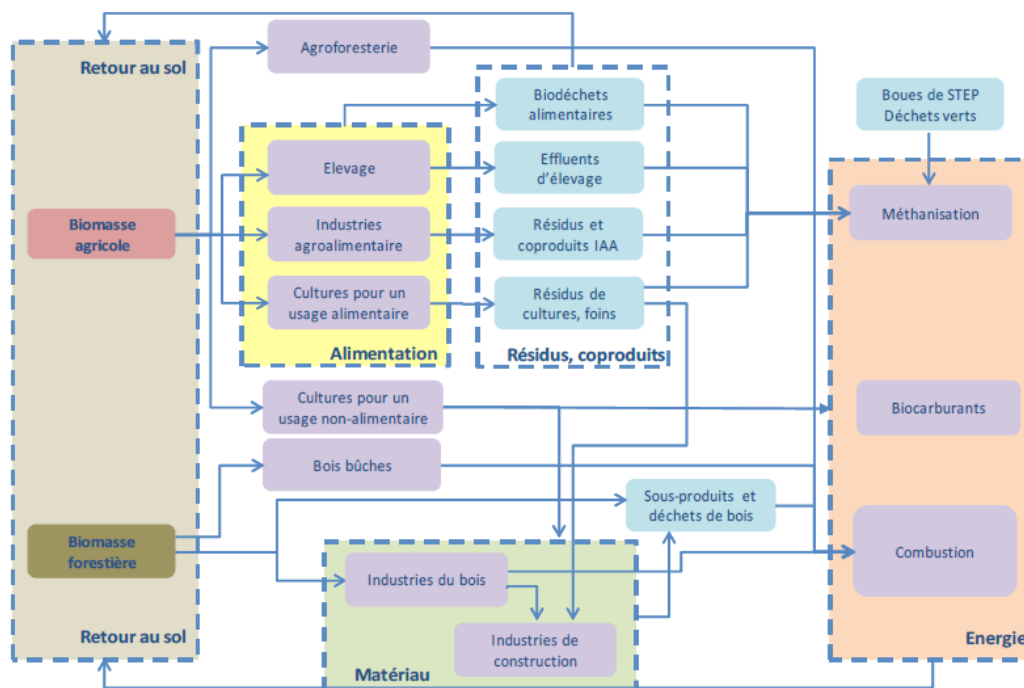 Retour au sol
Agroforesterie
Biodéchets
alimentaires
Boues de STEP
Déchets verts
Elevage
Effluents
d'élevage
Méthanisation
Biomasse
agricole
Industries
agroalimentaire
Résidus et
coproduits IAA
Cultures pour un
usage alimentaire
Résidus de
cultures, foins
Alimentation
Résidus, coproduits
Cultures pour un
usage non-alimentaire
Biocarburants
Bois bûches
Sous-produits et
déchets de bois
Biomasse
forestière
Industries du bois
Combustion
Retour au sol
Industries de
construction
Energie
Matériau